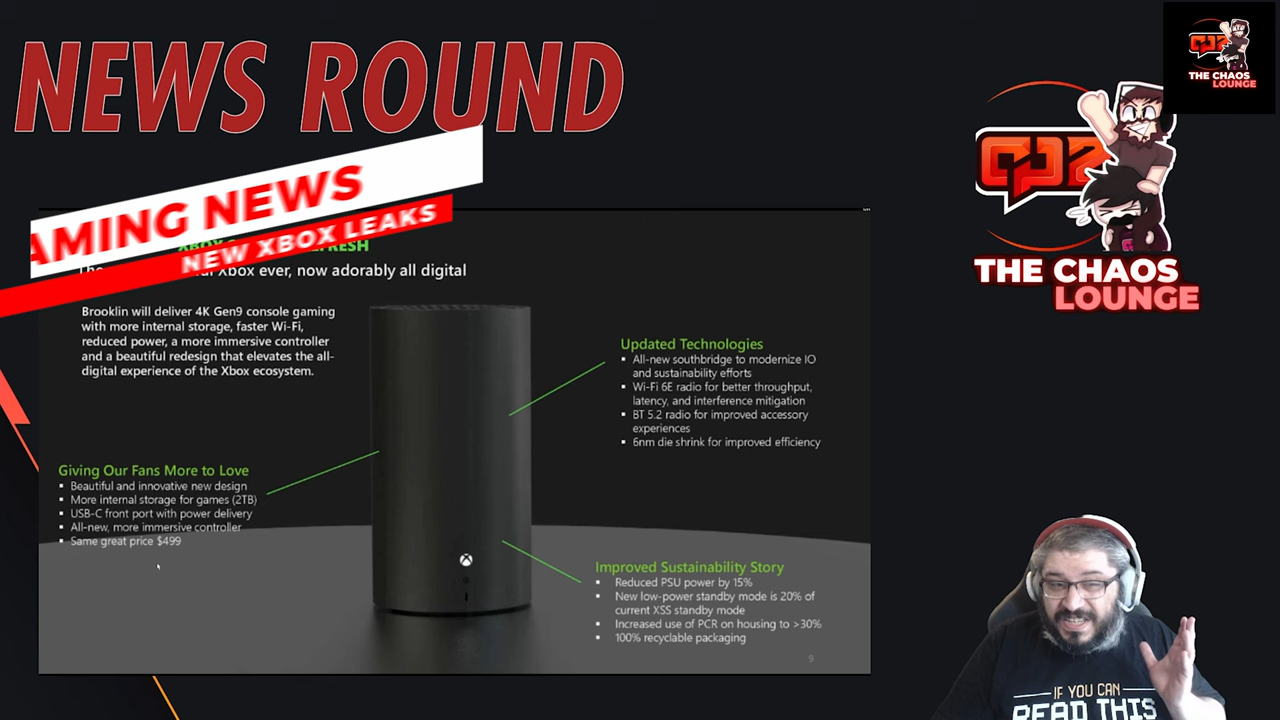 NEWS ROUND
AMING NEWS
NEW XBOX LEAKS
Xbox ever, now adorably all digital
Brooklin will deliver 4K Gen9 console gaming
with more internal storage, faster Wi-Fi,
reduced power, a more immersive controller
and a beautiful redesign that elevates the all-
digital experience of the Xbox ecosystem.
Giving Our Fans More to Love
▪ Beautiful and innovative new design
▪ More internal storage for games (2TB)
▪ USB-C front port with power delivery
▪ All-new, more immersive controller
▪ Same great price $499
Updated Technologies
▪ All-new southbridge to modernize IO
and sustainability efforts
▪ Wi-Fi 6E radio for better throughput,
latency, and interference mitigation
▪ BT 5.2 radio for improved accessory
experiences
▪ 6nm die shrink for improved efficiency
Improved Sustainability Story
▪ Reduced PSU power by 15%
▪ New low-power standby mode is 20% of
current XSS standby mode
▪ Increased use of PCR on housing to >30%
▪ 100% recyclable packaging
9
THE CHAOS
LOUNGE
THE CHAOS
LOUNGE
IF YOU CAN
READ THIS